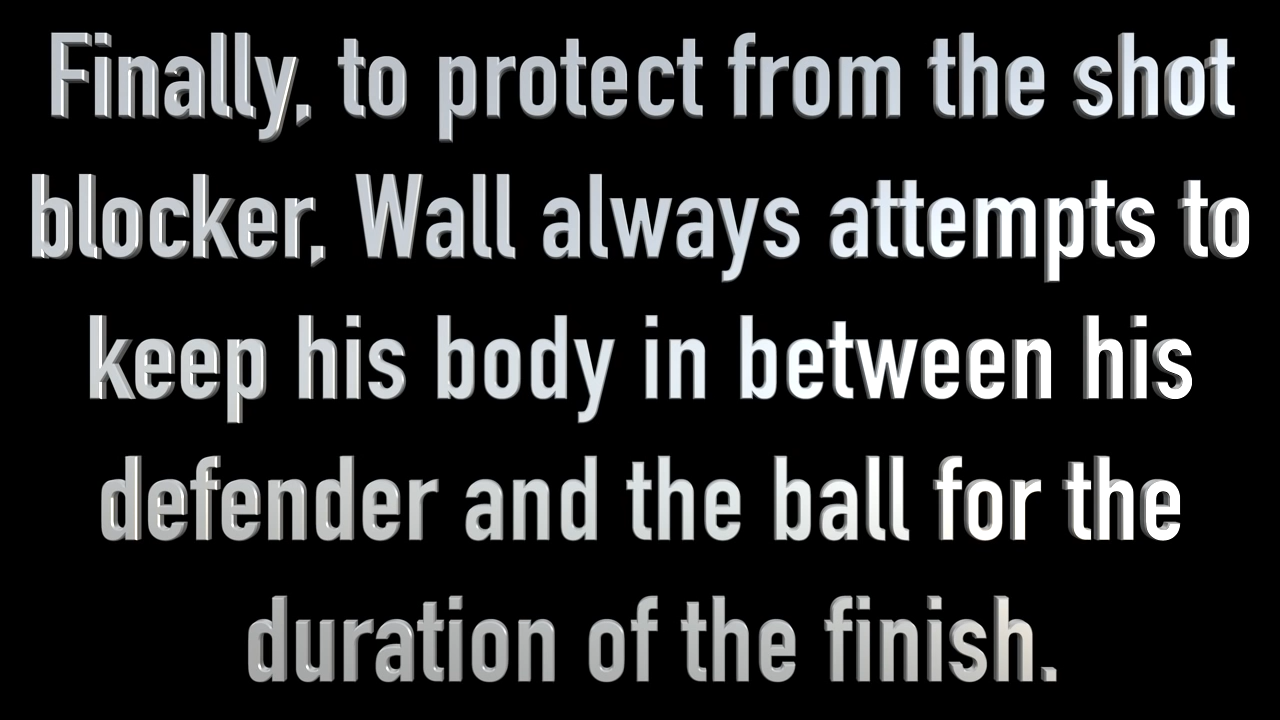 Finally, to protect from the shot
blocker, Wall always attempts to
keep his body in between his
defender and the ball for the
duration of the finish.